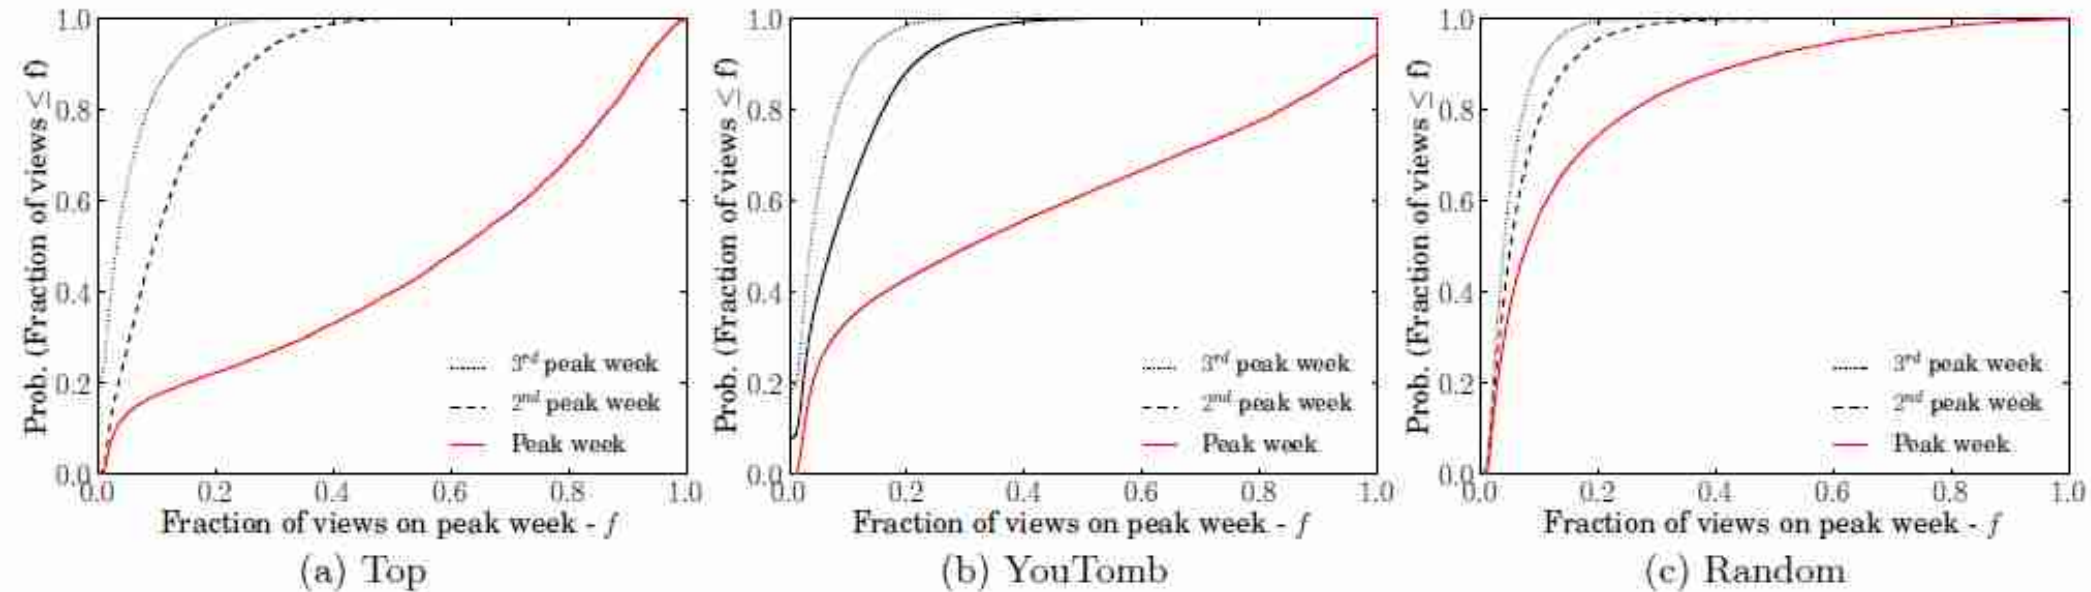 Prob. (Fraction of views ≤ f)
1.0
0.8
0.6
0.4
0.2
0.0
3rd peak week
2nd peak week
Peak week
0.0 0.2 0.4 0.6 0.8 1.0
Fraction of views on peak week - f
(a) Top
Prob. (Fraction of views ≤ f)
1.0
0.8
0.6
0.4
0.2
0.0
3rd peak week
2nd peak week
Peak week
0.0 0.2 0.4 0.6 0.8 1.0
Fraction of views on peak week - f
(b) YouTomb
Prob. (Fraction of views ≤ f)
1.0
0.8
0.6
0.4
0.2
0.0
3rd peak week
2nd peak week
Peak week
0.0 0.2 0.4 0.6 0.8 1.0
Fraction of views on peak week - f
(c) Random